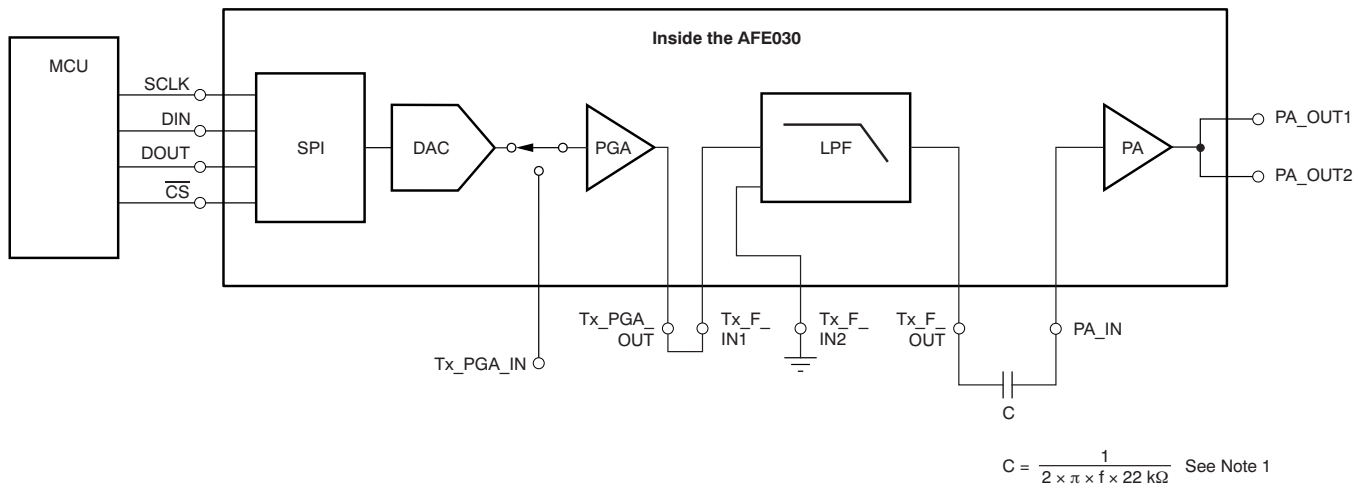 Inside the AFE030
MCU
SCLK
DIN
DOUT
CS
SPI
DAC
PGA
LPF
PA
PA_OUT1
PA_OUT2
Tx_PGA_IN
Tx_PGA_
OUT
Tx_F_
IN1
Tx_F_
IN2
Tx_F_
OUT
PA_IN
C
C = 1 / 2 × π × f × 22 kΩ See Note 1